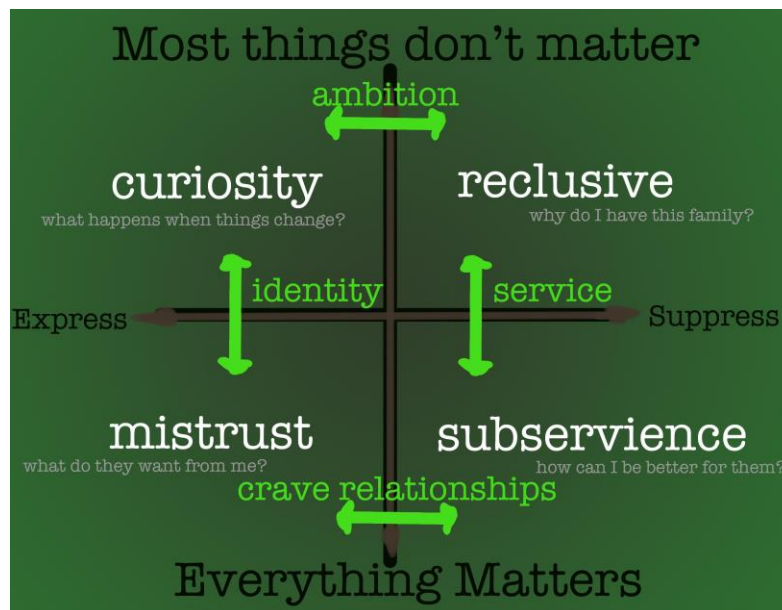 Most things don't matter
ambition
curiosity
reclusive
what happens when things change?
why do I have this family?
identity
service
Express
Suppress
mistrust
subservience
what do they want from me?
how can I be better for them?
crave relationships
Everything Matters